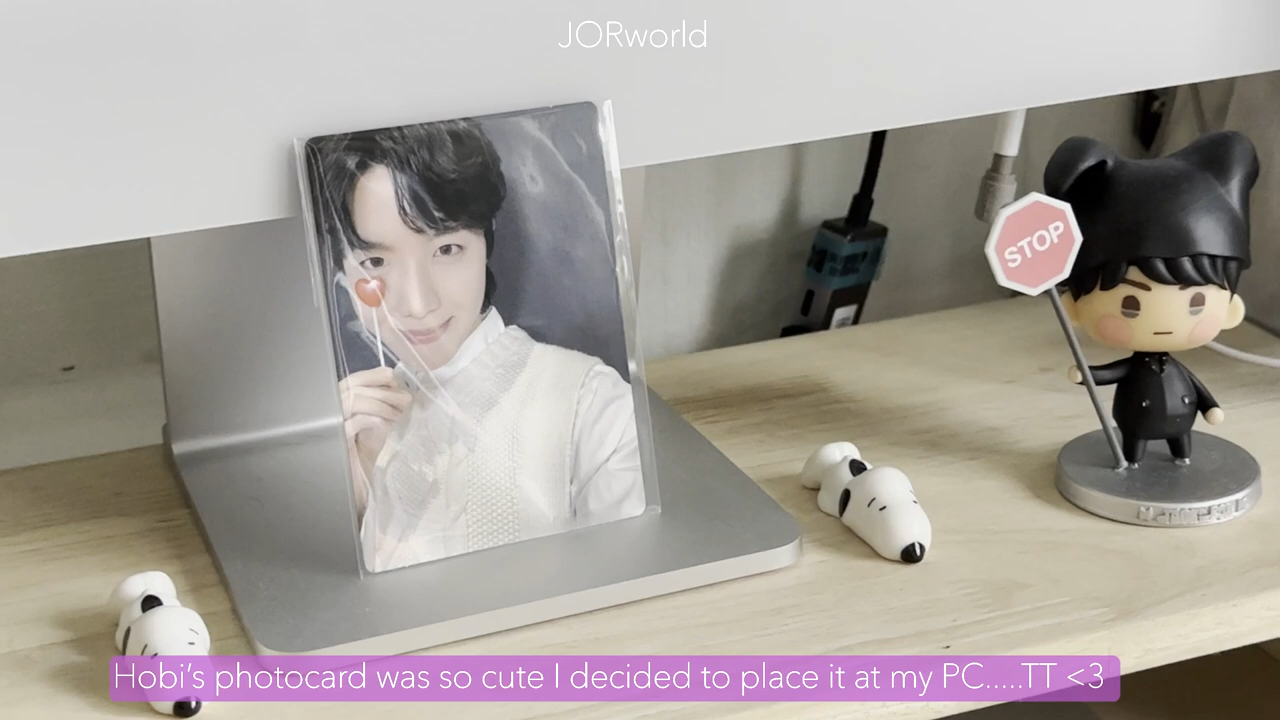 JORworld
STOP
Hobi's photocard was so cute I decided to place it at my PC.....TT <3